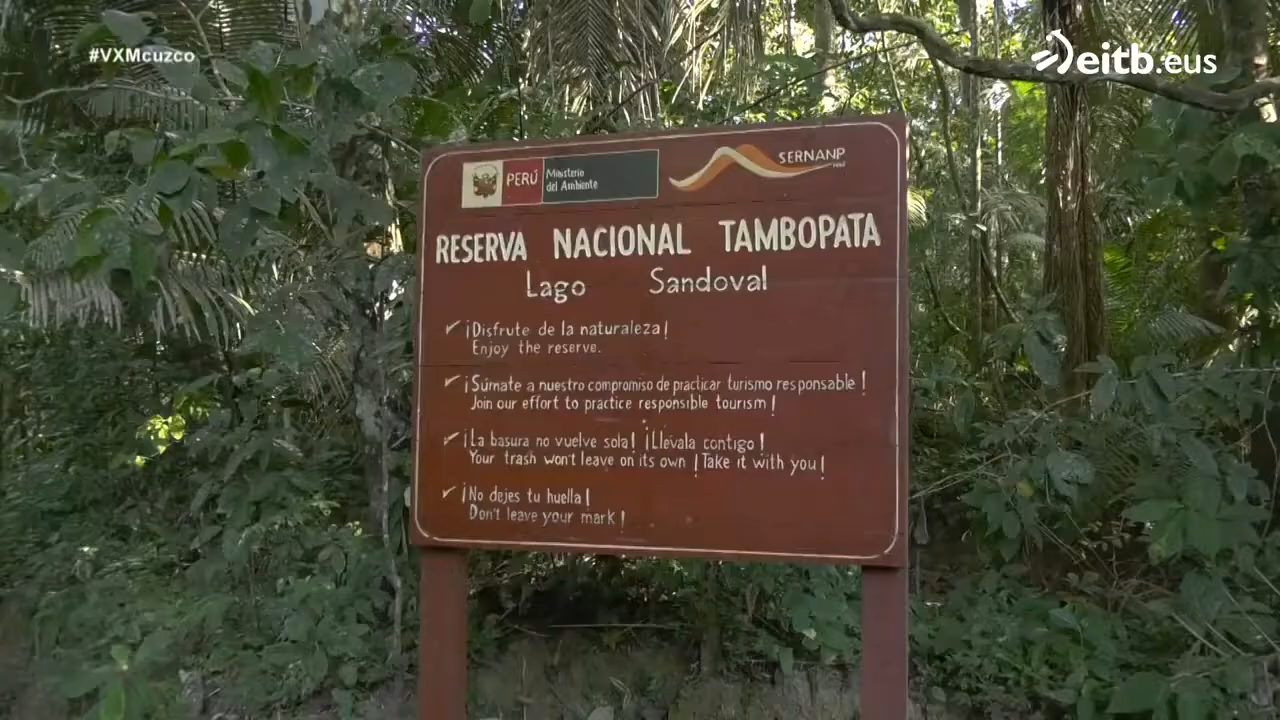 #VXMcuzco
eitb.eus
PERÚ Ministerio
del Ambiente
SERNANP
RESERVA NACIONAL TAMBOPATA
Lago Sandoval
✓ ¡Disfrute de la naturaleza!
Enjoy the reserve.
✓ ¡Súmate a nuestro compromiso de practicar turismo responsable!
Join our effort to practice responsible tourism!
✓ ¡La basura no vuelve sola! ¡Llévala contigo!
Your trash won't leave on its own ! Take it with you!
✓ ¡No dejes tu huella!
Don't leave your mark!